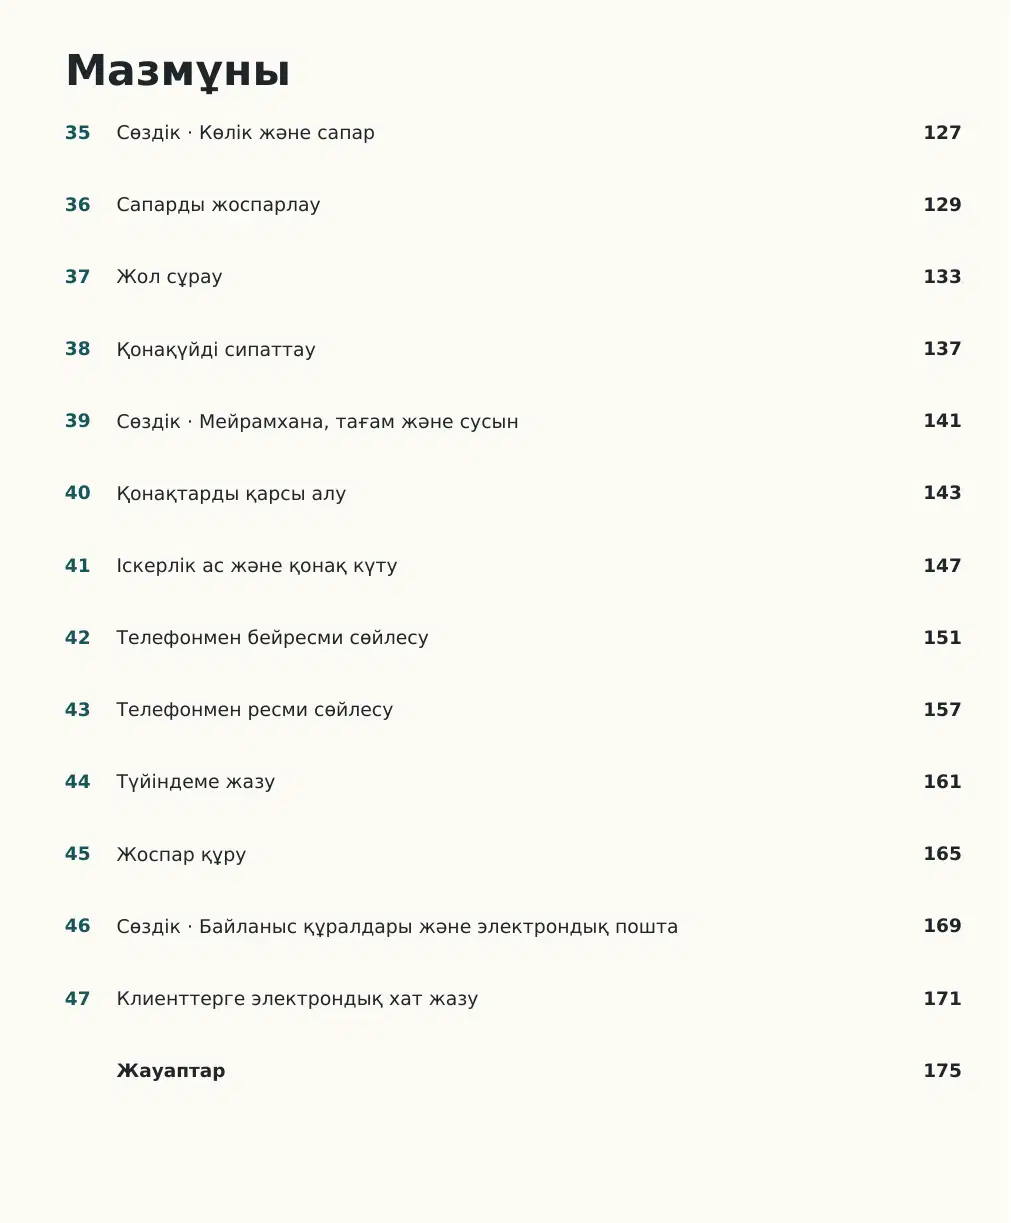 Мазмұны
35 Сөздік · Көлік және сапар 127
36 Сапарды жоспарлау 129
37 Жол сұрау 133
38 Қонақүйді сипаттау 137
39 Сөздік · Мейрамхана, тағам және сусын 141
40 Қонақтарды қарсы алу 143
41 Іскерлік ас және қонақ күту 147
42 Телефонмен бейресми сөйлесу 151
43 Телефонмен ресми сөйлесу 157
44 Түйіндеме жазу 161
45 Жоспар құру 165
46 Сөздік · Байланыс құралдары және электрондық пошта 169
47 Клиенттерге электрондық хат жазу 171
Жауаптар 175